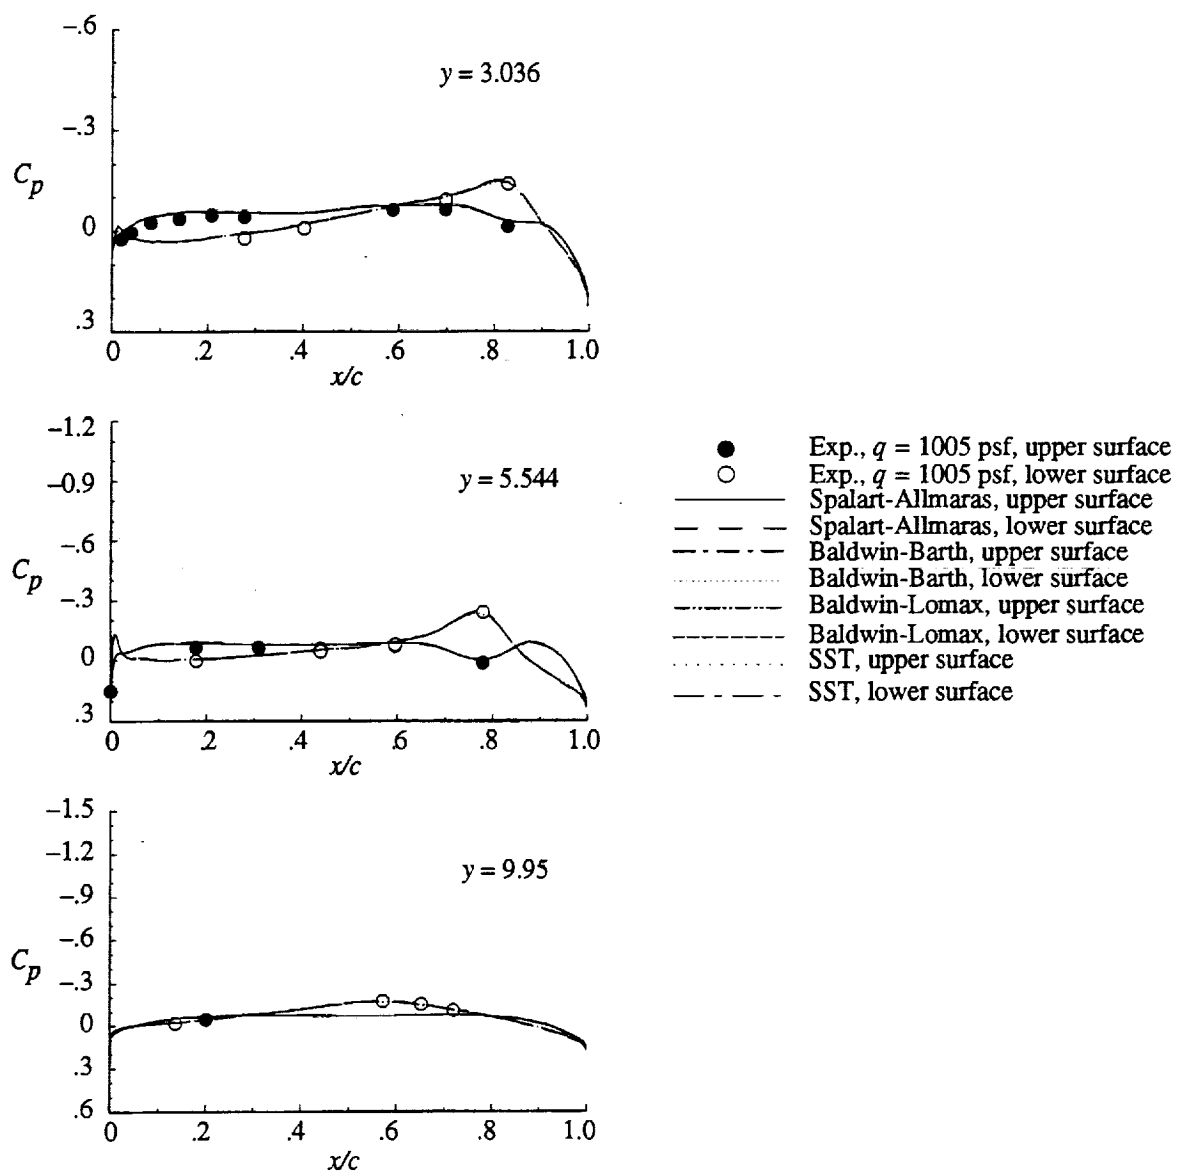 −.6
y = 3.036
−.3
Cp
0
.3
0 .2 .4 .6 .8 1.0
x/c
−1.2
−0.9
y = 5.544
−.6
Cp
−.3
0
.3
0 .2 .4 .6 .8 1.0
x/c
Exp., q = 1005 psf, upper surface
Exp., q = 1005 psf, lower surface
Spalart-Allmaras, upper surface
Spalart-Allmaras, lower surface
Baldwin-Barth, upper surface
Baldwin-Barth, lower surface
Baldwin-Lomax, upper surface
Baldwin-Lomax, lower surface
SST, upper surface
SST, lower surface
−1.5
−1.2
y = 9.95
−.9
−.6
Cp
−.3
0
.3
.6
0 .2 .4 .6 .8 1.0
x/c